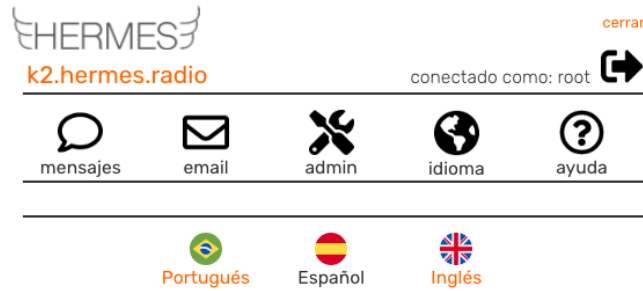 HERMES
cerrar
k2.hermes.radio
conectado como: root
mensajes email admin idioma ayuda
Portugués Español Inglés